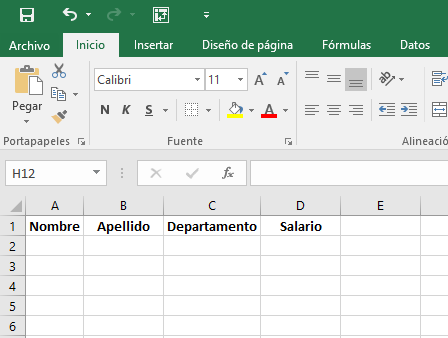 Archivo Inicio Insertar Diseño de página Fórmulas Datos
Calibri 11 A A
Pegar
N K S A
Portapapeles Fuente Alineació
H12 fx
A B C D E
1 Nombre Apellido Departamento Salario
2
3
4
5
6